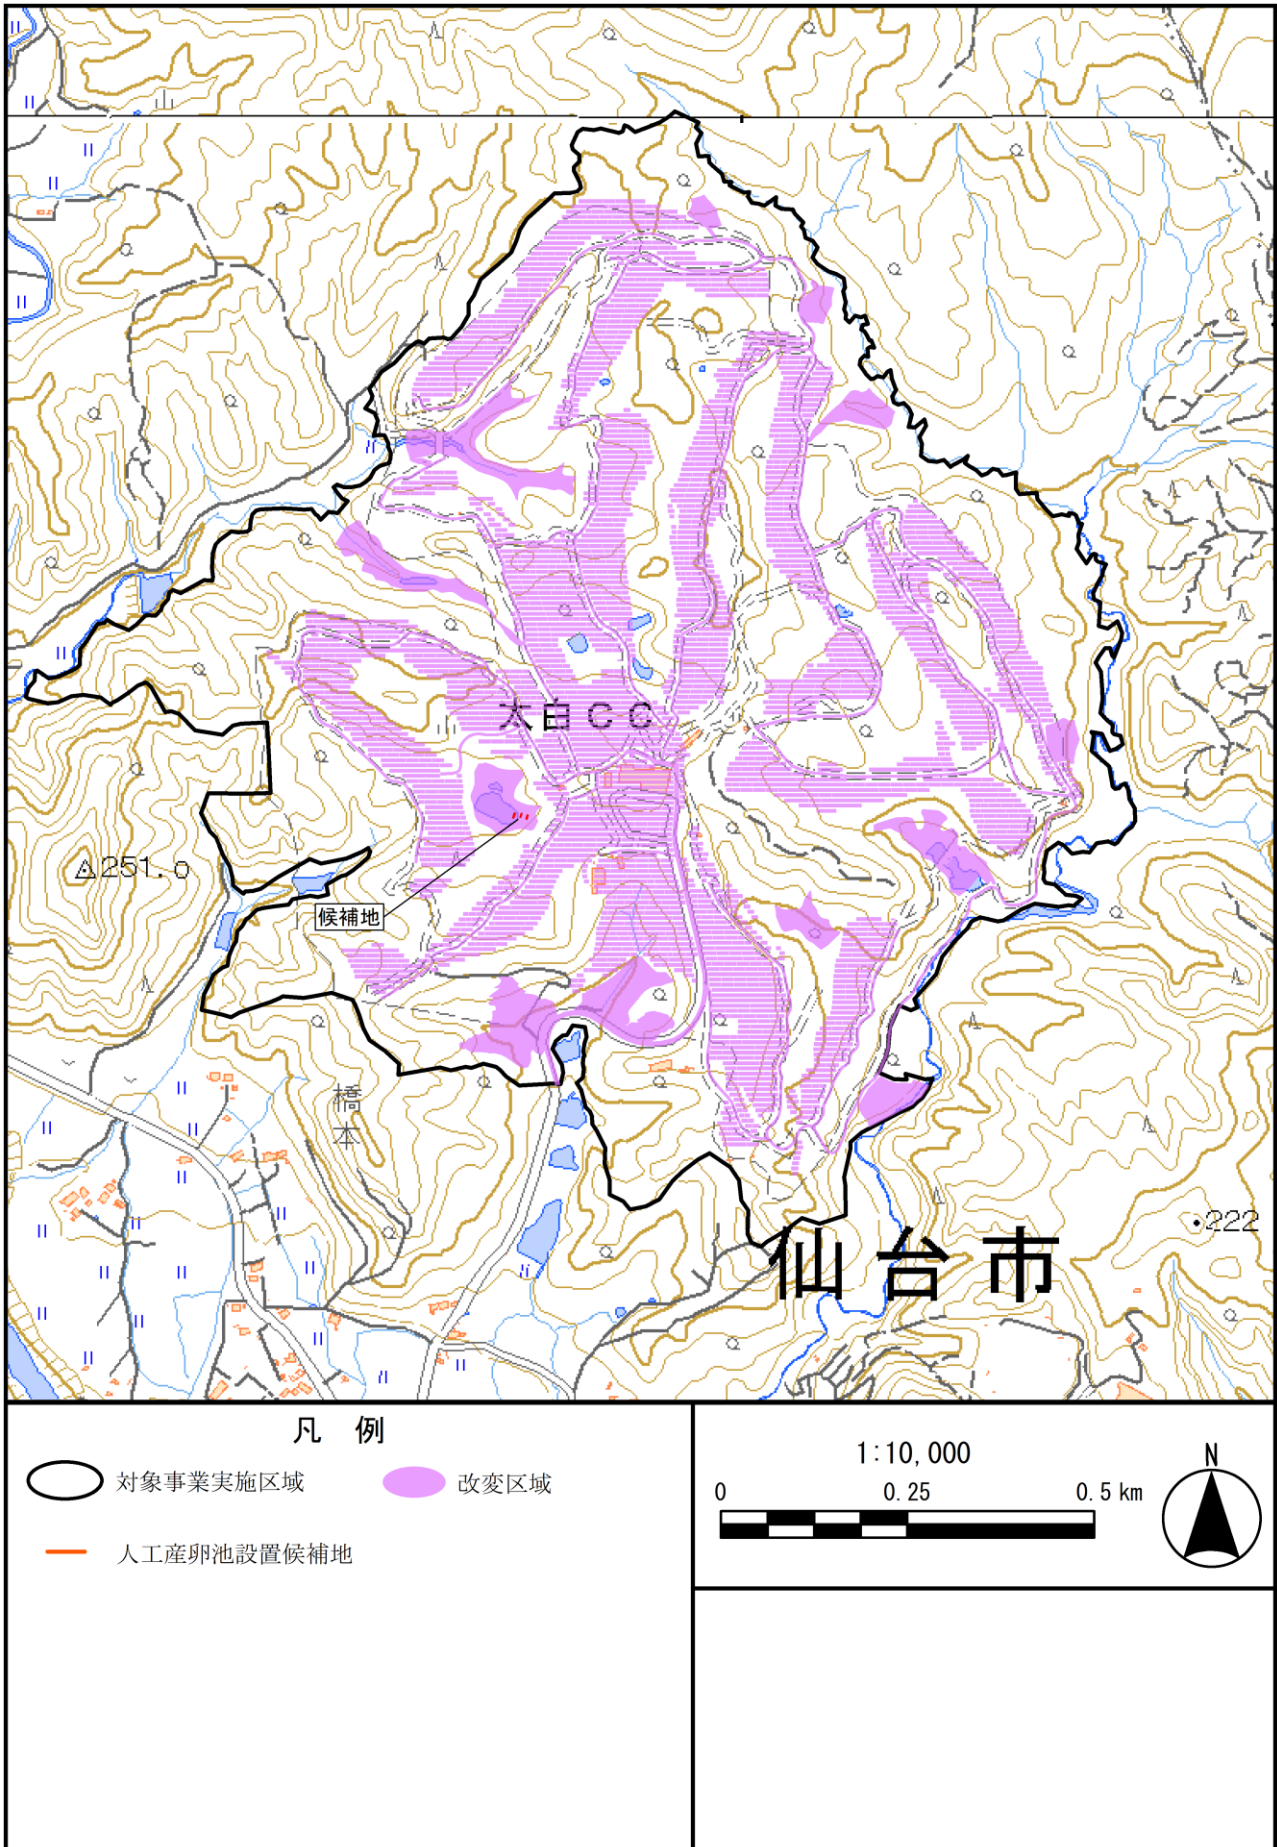 太白ＣＣ
251.0
候補地
橋本
222
仙台市
凡 例
対象事業実施区域
改変区域
人工産卵池設置候補地
1:10,000
0 0.25 0.5 km
N